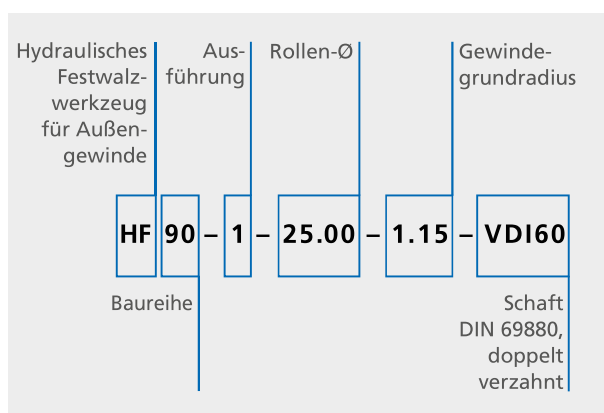 Hydraulisches
Festwalz-
werkzeug
für Außen-
gewinde
Aus-
führung
Rollen-Ø
Gewinde-
grundradius
HF 90 – 1 – 25.00 – 1.15 – VDI60
Baureihe
Schaft
DIN 69880,
doppelt
verzahnt